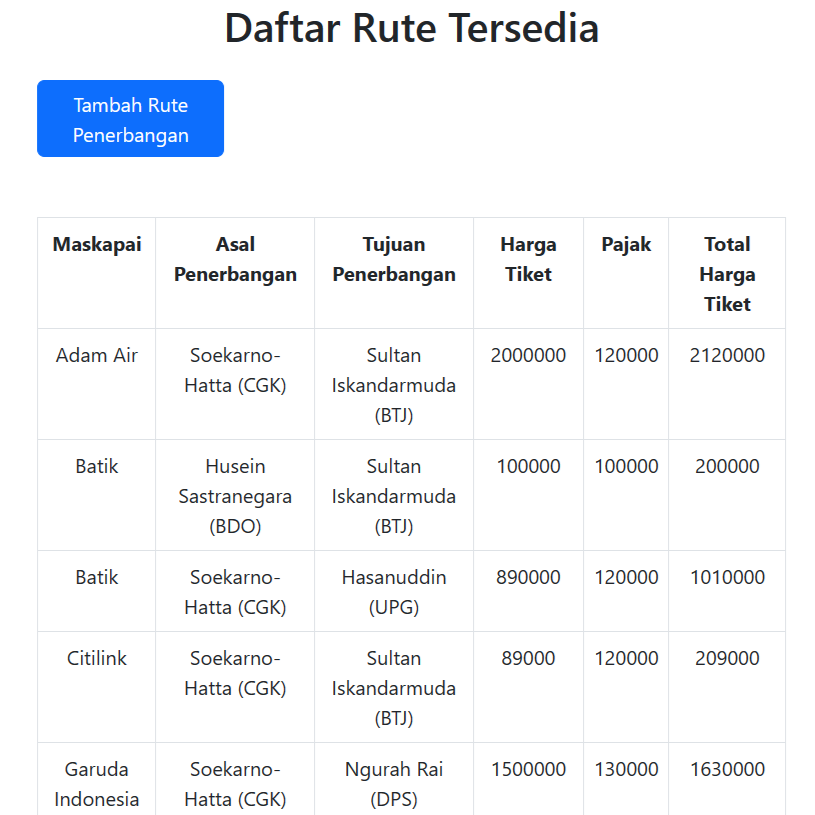 Daftar Rute Tersedia
Tambah Rute
Penerbangan
Maskapai Asal Penerbangan Tujuan Penerbangan Harga Tiket Pajak Total Harga Tiket
Adam Air Soekarno-Hatta (CGK) Sultan Iskandarmuda (BTJ) 2000000 120000 2120000
Batik Husein Sastranegara (BDO) Sultan Iskandarmuda (BTJ) 100000 100000 200000
Batik Soekarno-Hatta (CGK) Hasanuddin (UPG) 890000 120000 1010000
Citilink Soekarno-Hatta (CGK) Sultan Iskandarmuda (BTJ) 89000 120000 209000
Garuda Indonesia Soekarno-Hatta (CGK) Ngurah Rai (DPS) 1500000 130000 1630000